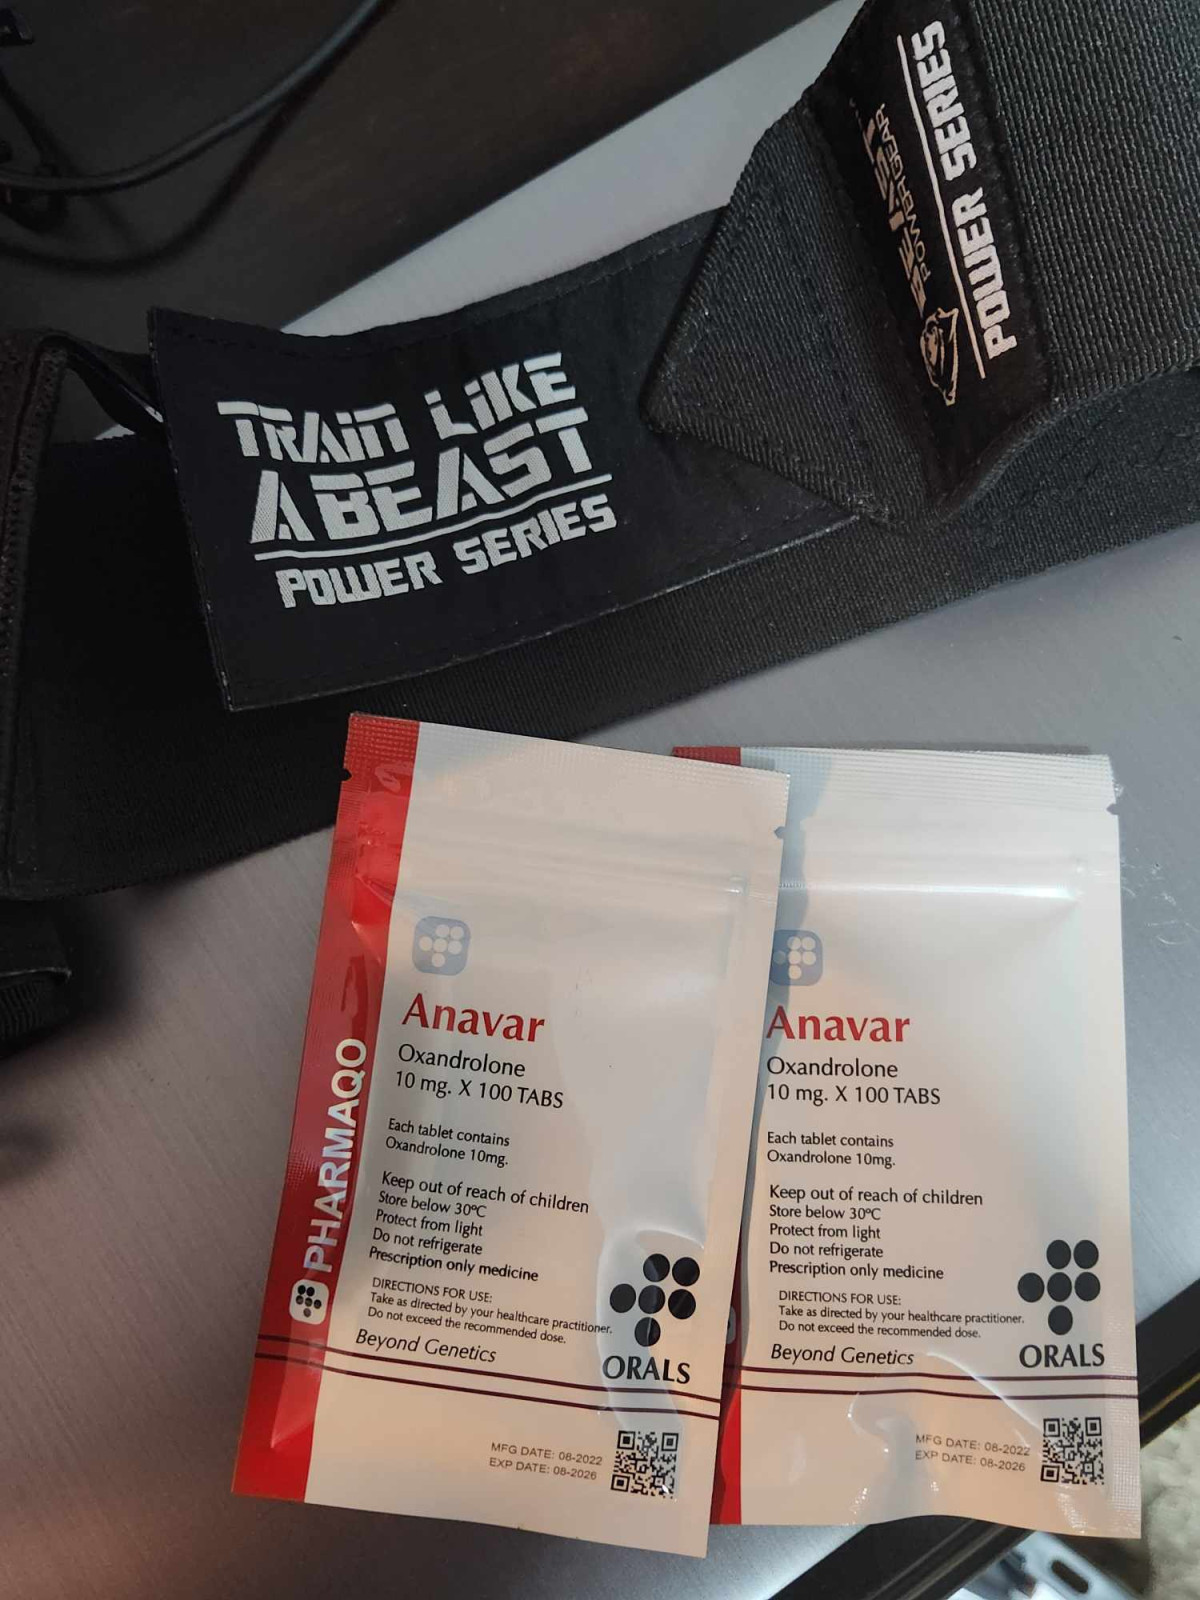 POWER SERIES
BEAST
POWERGEAR
TRAIN LIKE
A BEAST
POWER SERIES
PHARMAQO
Anavar
Oxandrolone
10 mg. X 100 TABS
Each tablet contains
Oxandrolone 10mg.
Keep out of reach of children
Store below 30ºC
Protect from light
Do not refrigerate
Prescription only medicine
DIRECTIONS FOR USE:
Take as directed by your healthcare practitioner.
Do not exceed the recommended dose.
Beyond Genetics
ORALS
MFG DATE: 08-2022
EXP DATE: 08-2026
Anavar
Oxandrolone
10 mg. X 100 TABS
Each tablet contains
Oxandrolone 10mg.
Keep out of reach of children
Store below 30ºC
Protect from light
Do not refrigerate
Prescription only medicine
DIRECTIONS FOR USE:
Take as directed by your healthcare practitioner.
Do not exceed the recommended dose.
Beyond Genetics
ORALS
MFG DATE: 08-2022
EXP DATE: 08-2026